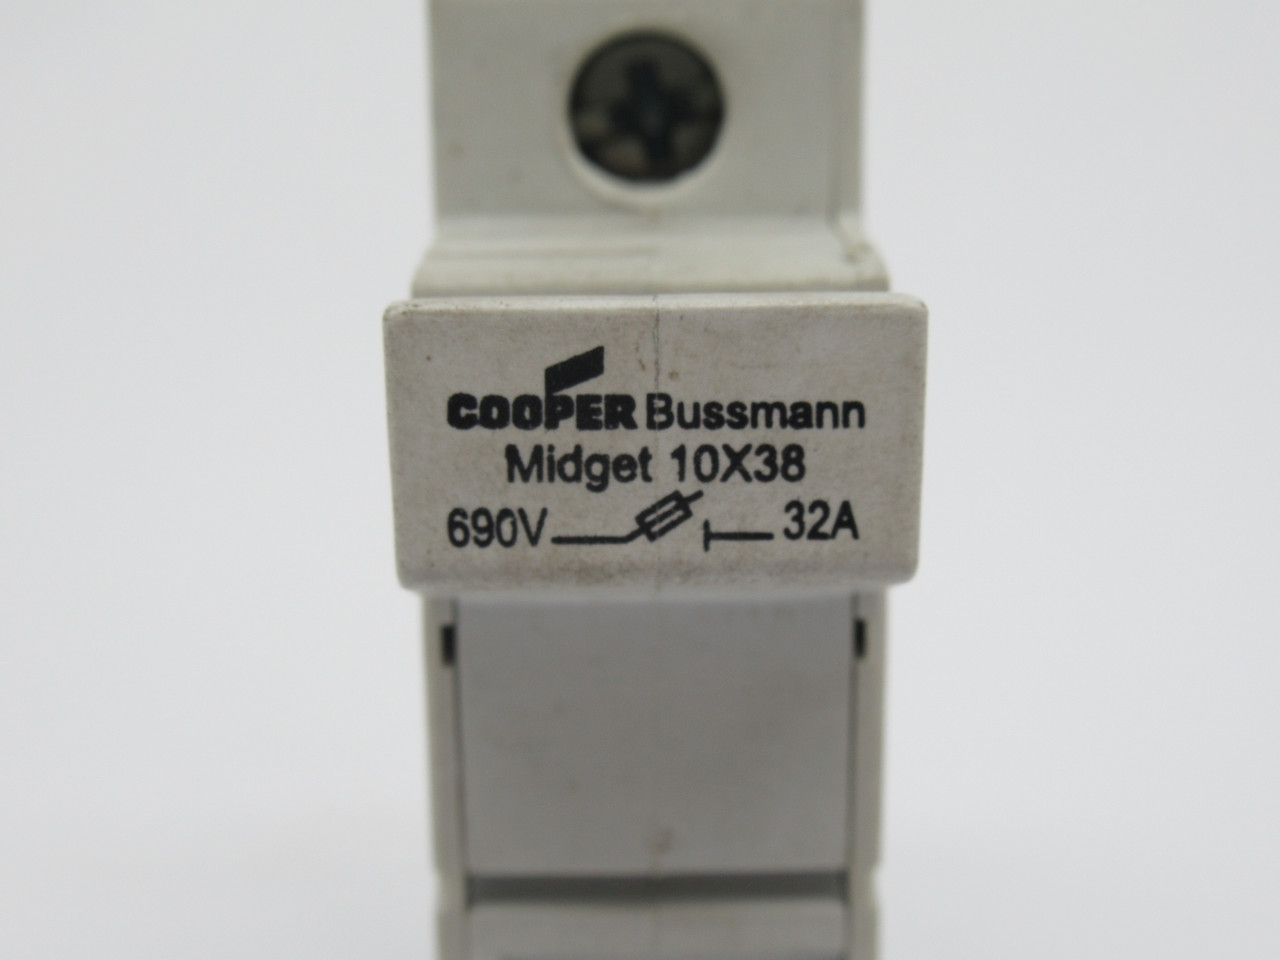 COOPER Bussmann
Midget 10X38
690V 32A